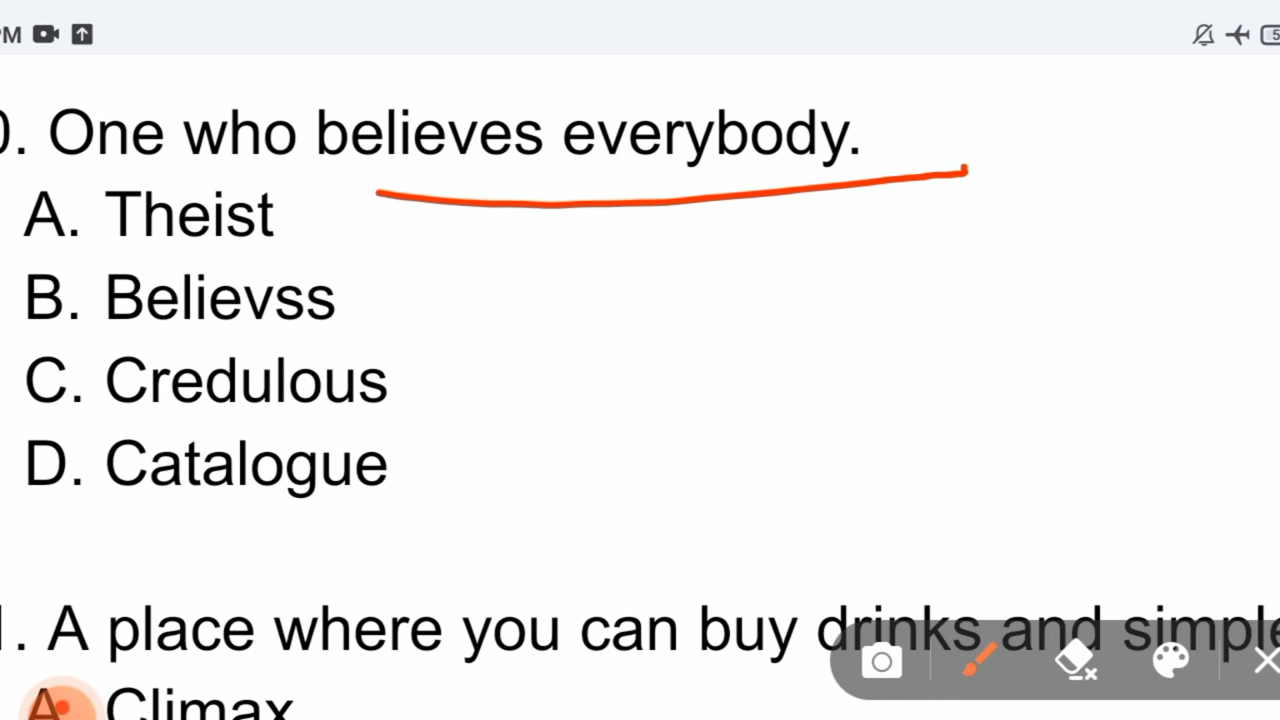 PM
0. One who believes everybody.
A. Theist
B. Believss
C. Credulous
D. Catalogue
1. A place where you can buy drinks and simple
A. Climax